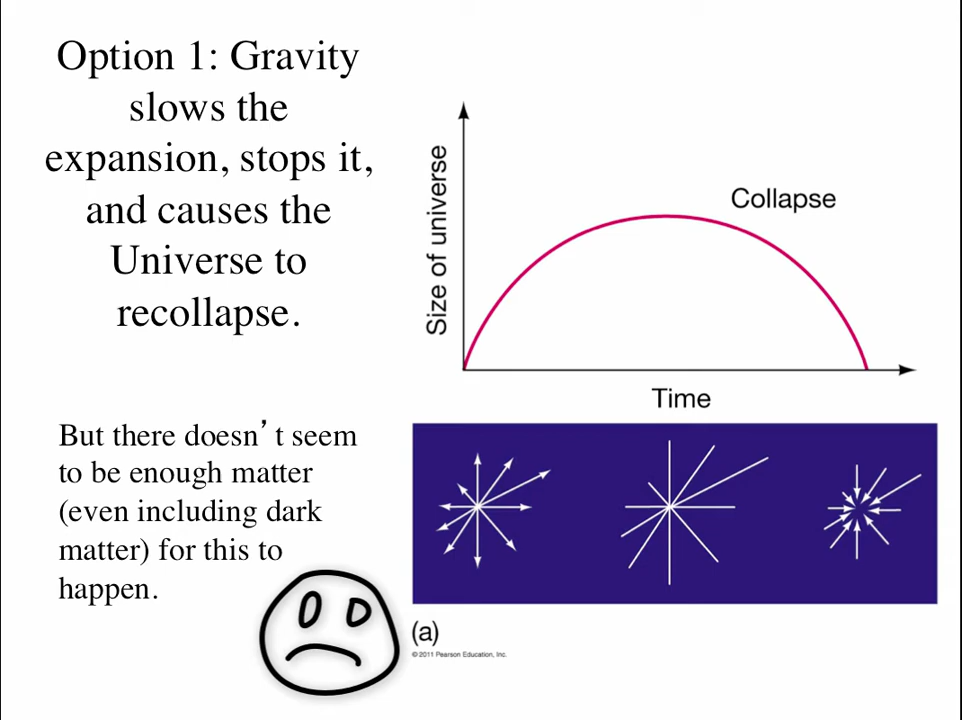 Option 1: Gravity
slows the
expansion, stops it,
and causes the
Universe to
recollapse.
But there doesn’t seem
to be enough matter
(even including dark
matter) for this to
happen.
Size of universe
Collapse
Time
(a)
© 2011 Pearson Education, Inc.